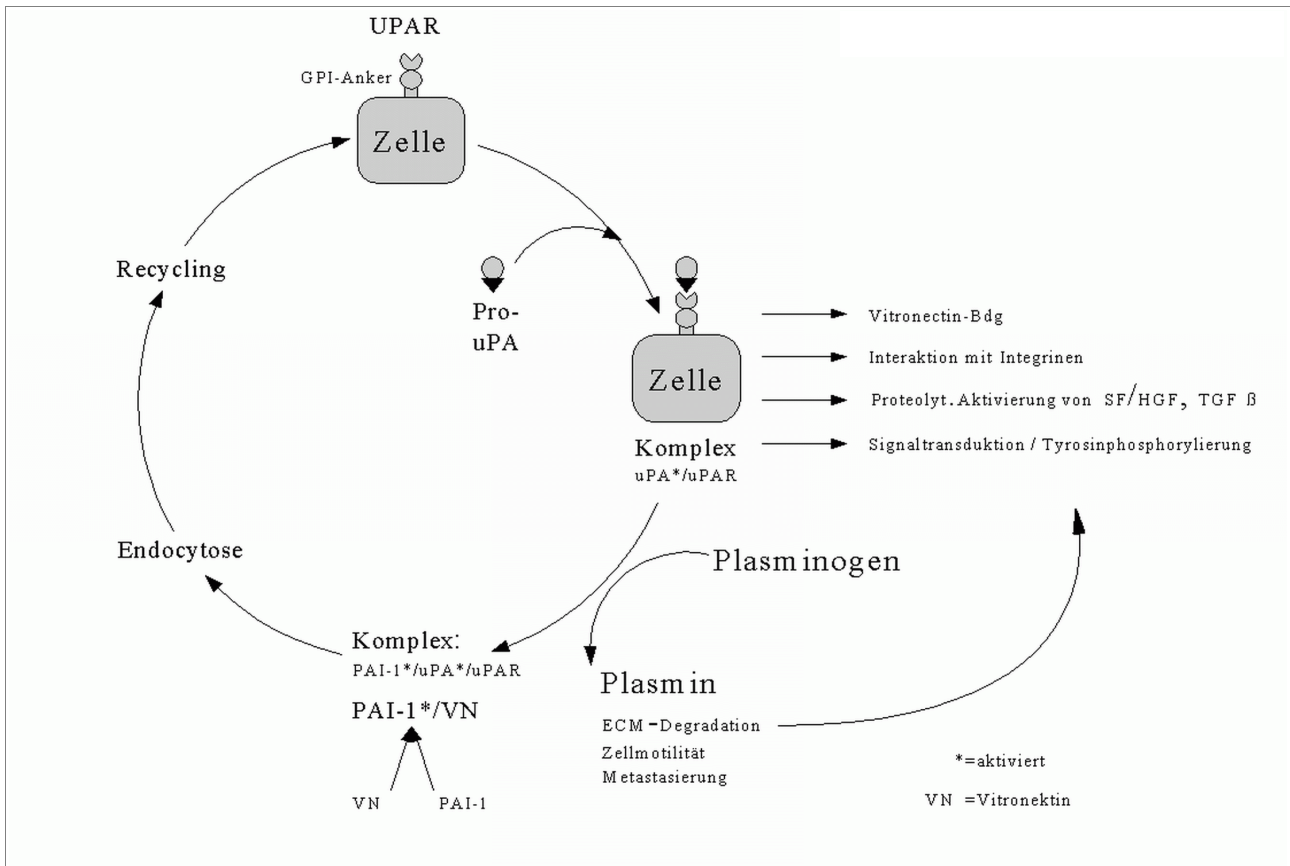 UPAR
GPI-Anker
Zelle
Recycling
Pro-
uPA
Zelle
Komplex
uPA*/uPAR
Vitronectin-Bdg
Interaktion mit Integrinen
Proteolyt.Aktivierung von SF/HGF, TGF ß
Signaltransduktion / Tyrosinphosphorylierung
Endocytose
Plasminogen
Komplex:
PAI-1*/uPA*/uPAR
PAI-1*/VN
VN
PAI-1
Plasmin
ECM-Degradation
Zellmotilität
Metastasierung
*=aktiviert
VN =Vitronektin